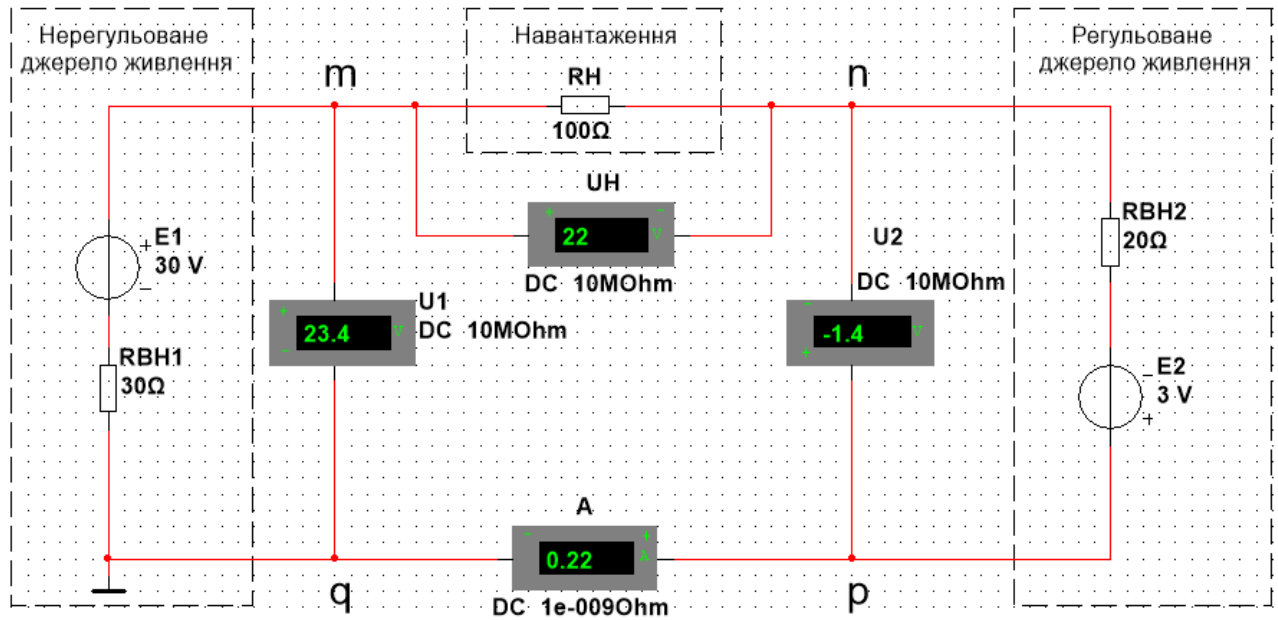 Нерегульоване
джерело живлення
Навантаження
Регульоване
джерело живлення
m
n
RH
100Ω
UH
+ −
22 V
DC 10MOhm
E1
30 V
+
−
RBH1
30Ω
U1
DC 10MOhm
+
23.4 V
−
U2
DC 10MOhm
−
-1.4 V
+
RBH2
20Ω
E2
3 V
−
+
A
− +
0.22 A
DC 1e-009Ohm
q
p